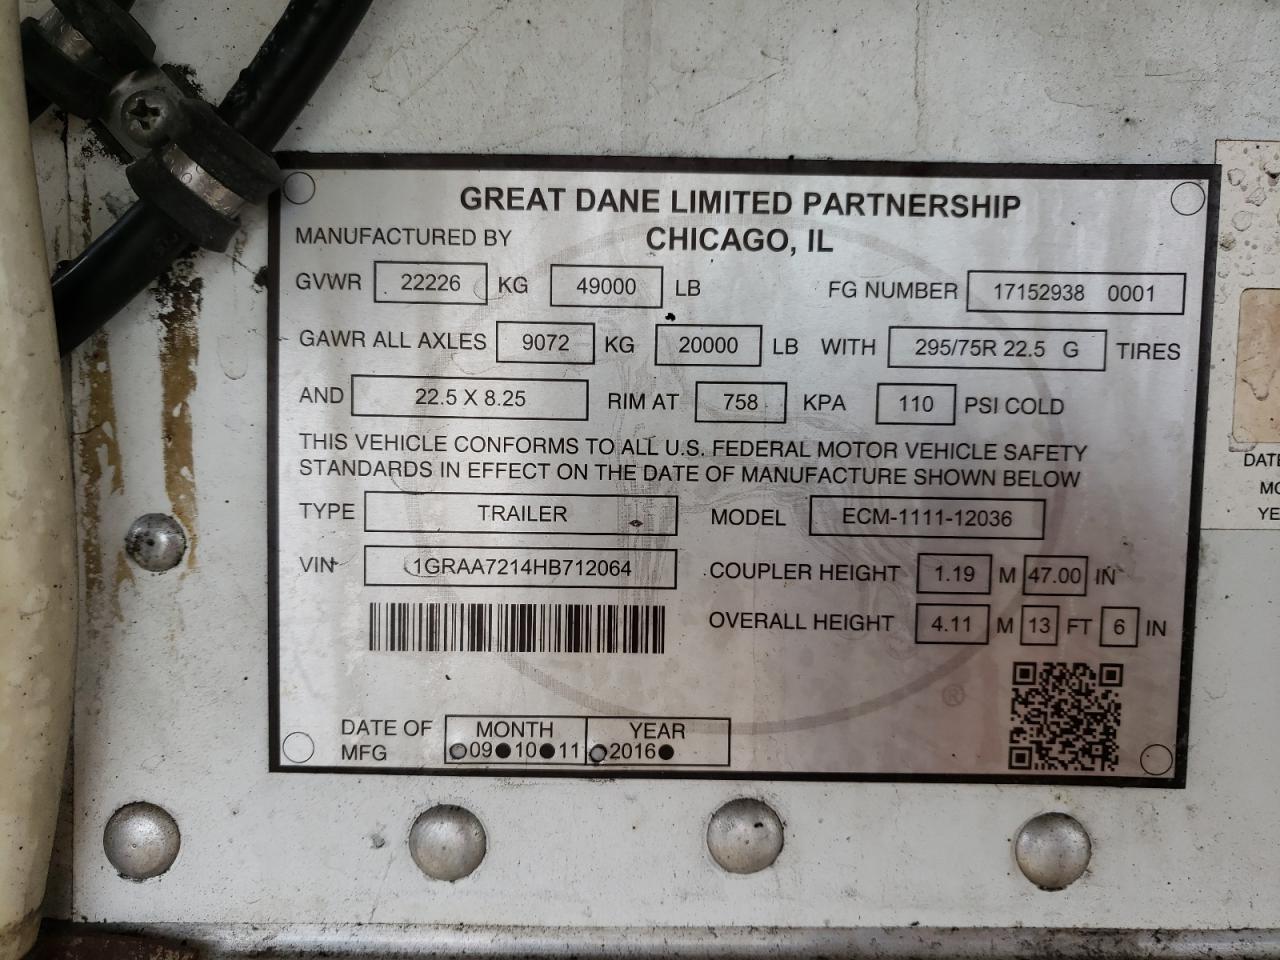 GREAT DANE LIMITED PARTNERSHIP
MANUFACTURED BY CHICAGO, IL
GVWR 22226 KG 49000 LB FG NUMBER 17152938 0001
GAWR ALL AXLES 9072 KG 20000 LB WITH 295/75R 22.5 G TIRES
AND 22.5 X 8.25 RIM AT 758 KPA 110 PSI COLD
THIS VEHICLE CONFORMS TO ALL U.S. FEDERAL MOTOR VEHICLE SAFETY
STANDARDS IN EFFECT ON THE DATE OF MANUFACTURE SHOWN BELOW
TYPE TRAILER MODEL ECM-1111-12036
VIN 1GRAA7214HB712064 COUPLER HEIGHT 1.19 M 47.00 IN
OVERALL HEIGHT 4.11 M 13 FT 6 IN
®
DATE OF MONTH YEAR
MFG 09 10 11 2016
DATE
MO
YE